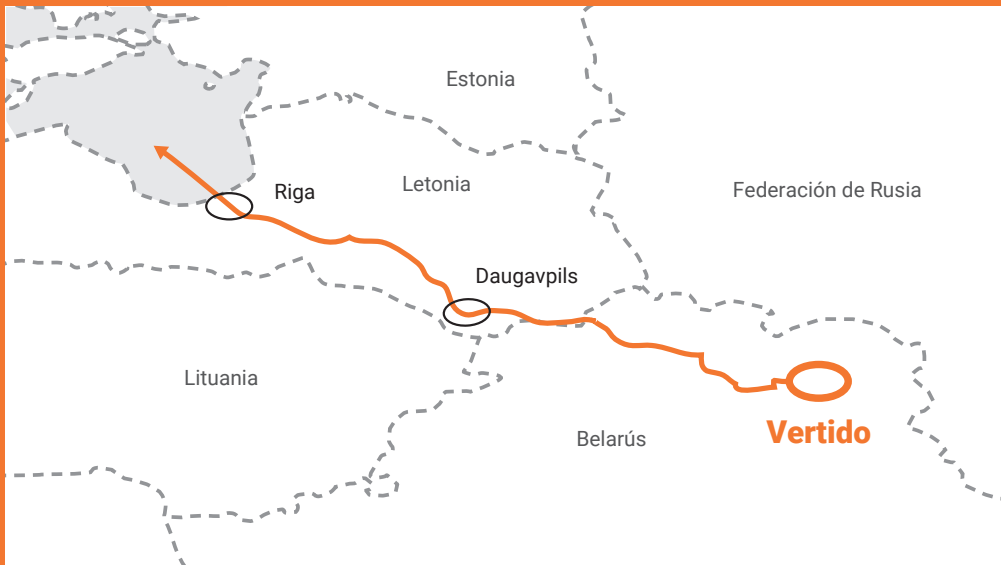 Estonia
Letonia
Federación de Rusia
Riga
Daugavpils
Lituania
Belarús
Vertido